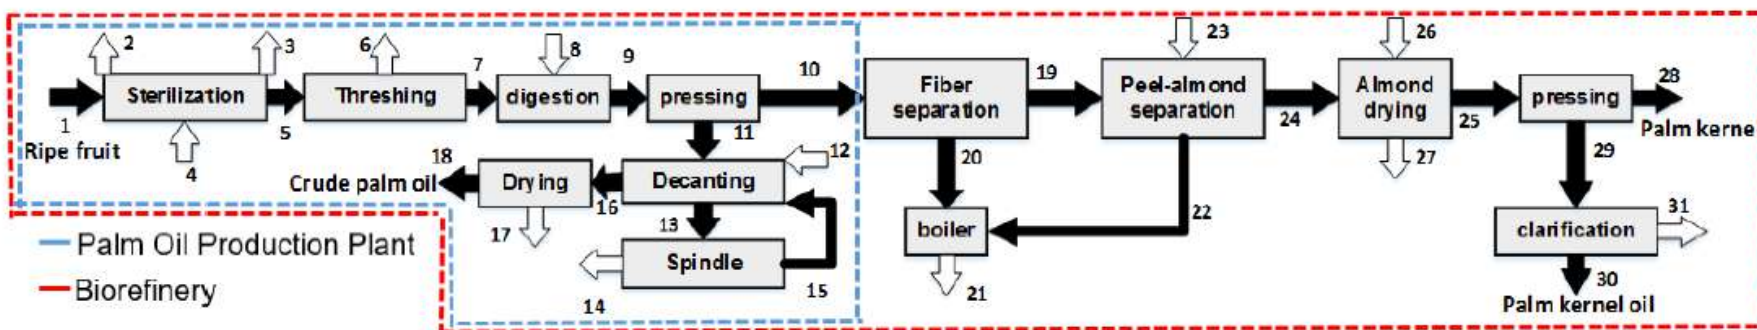 2
3
6
8
23
26
7
9
10
19
28
Sterilization
Threshing
digestion
pressing
Fiber
separation
Peel-almond
separation
Almond
drying
pressing
1
5
11
24
25
Ripe fruit
4
12
20
27
29
Palm kernel
18
Crude palm oil
Drying
Decanting
16
17
13
22
31
boiler
clarification
Spindle
14
15
21
30
Palm kernel oil
Palm Oil Production Plant
Biorefinery